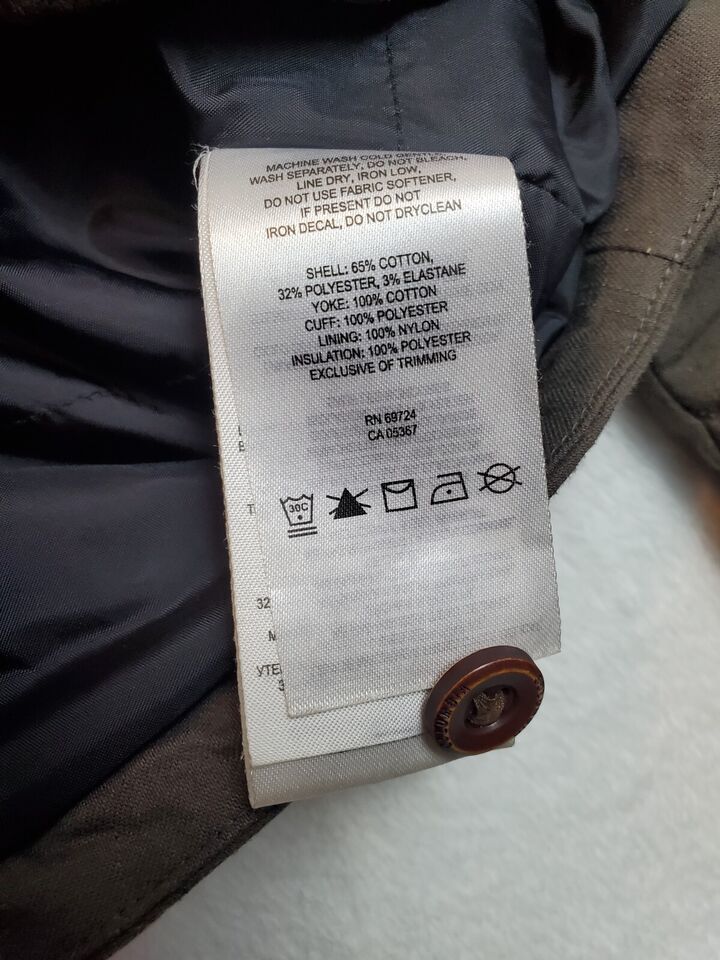 MACHINE WASH COLD GENTLE,
WASH SEPARATELY, DO NOT BLEACH,
LINE DRY, IRON LOW,
DO NOT USE FABRIC SOFTENER,
IF PRESENT DO NOT
IRON DECAL, DO NOT DRYCLEAN
SHELL: 65% COTTON,
32% POLYESTER, 3% ELASTANE
YOKE: 100% COTTON
CUFF: 100% POLYESTER
LINING: 100% NYLON
INSULATION: 100% POLYESTER
EXCLUSIVE OF TRIMMING
RN 69724
CA 05367
30C
32
УТЕ